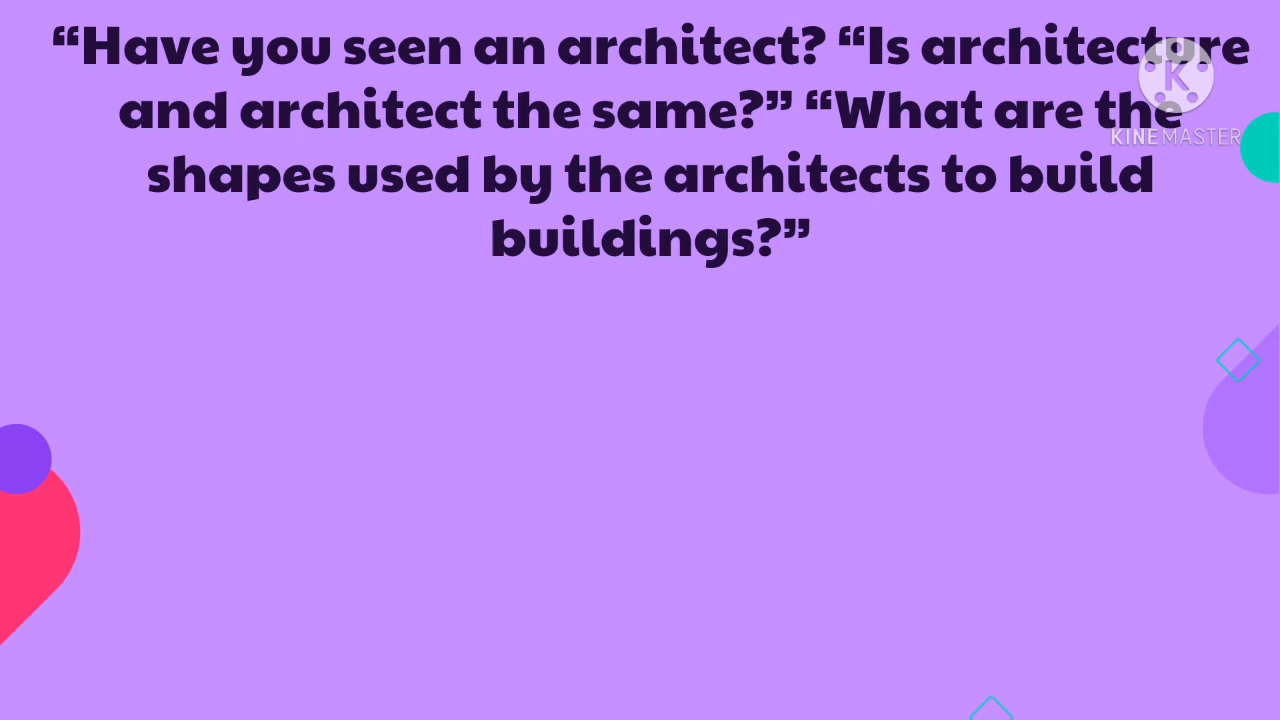 “Have you seen an architect? “Is architecture
and architect the same?” “What are the
shapes used by the architects to build
buildings?”
K
KINEMASTER